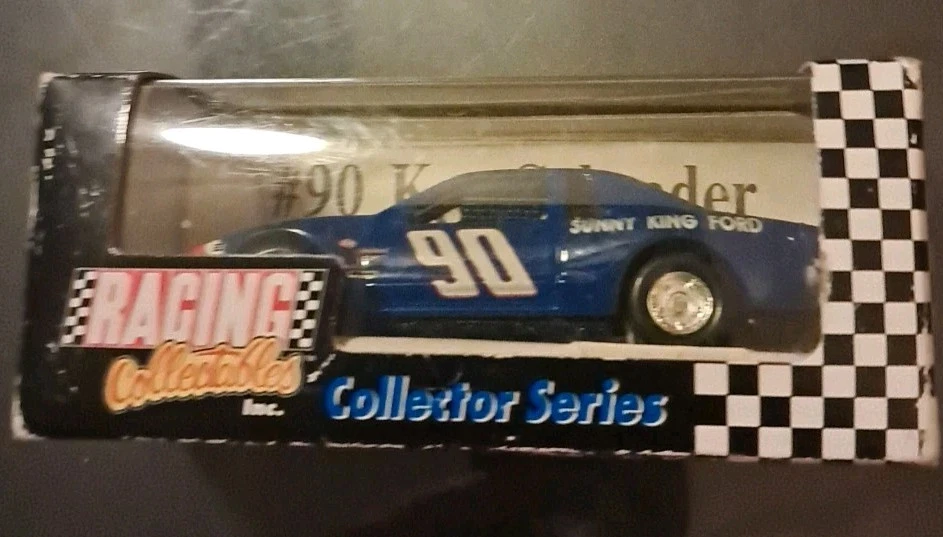 #90
SUNNY KING FORD
90
RACING
Collectables
Inc.
Collector Series